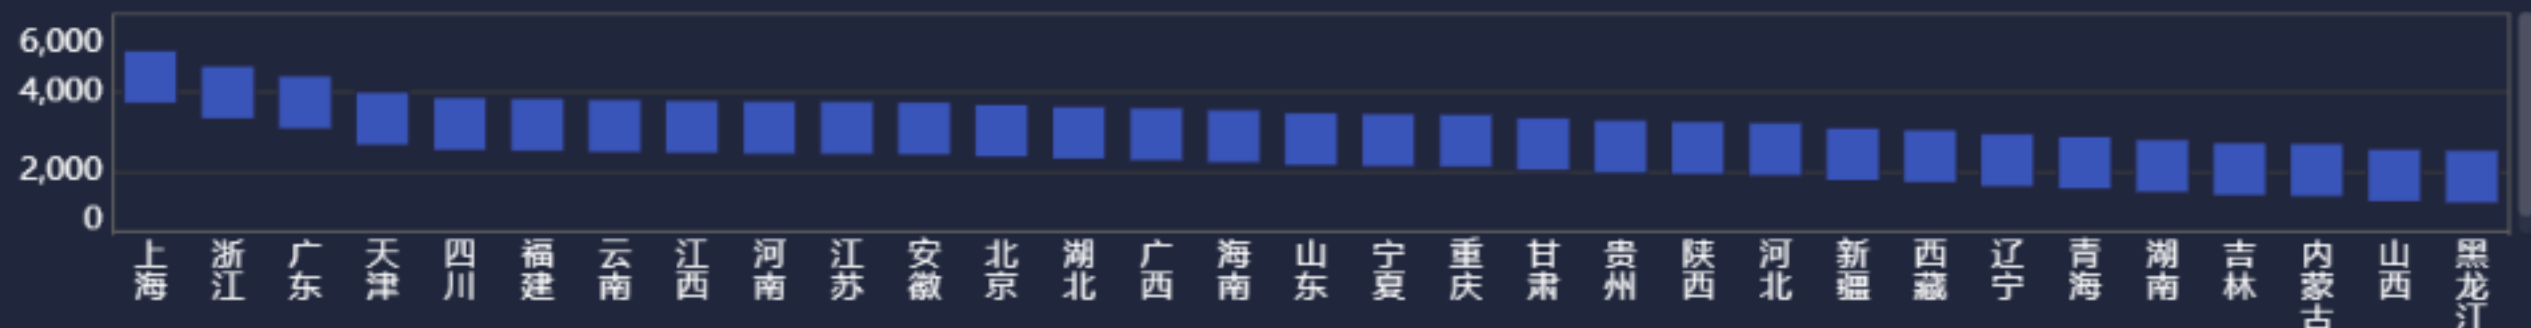 6,000
4,000
2,000
0
上海
浙江
广东
天津
四川
福建
云南
江西
河南
江苏
安徽
北京
湖北
广西
海南
山东
宁夏
重庆
甘肃
贵州
陕西
河北
新疆
西藏
辽宁
青海
湖南
吉林
内蒙古
山西
黑龙江